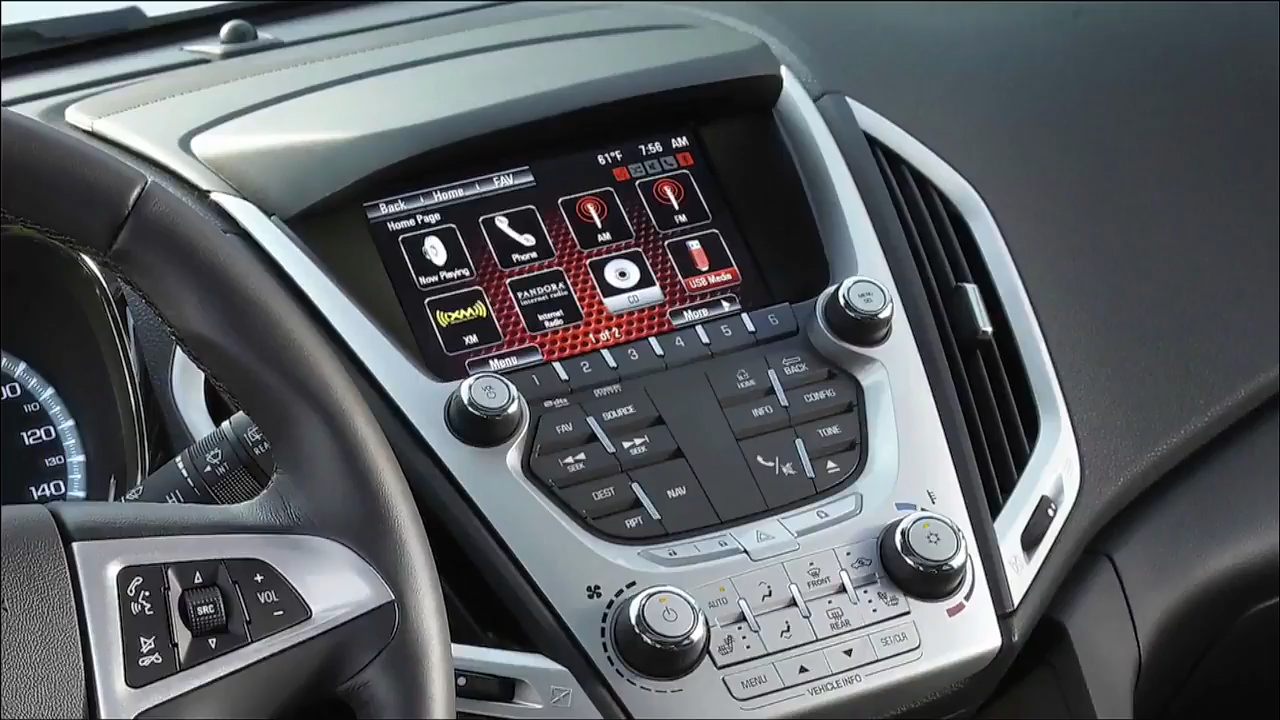 61°F 7:56 AM
Back Home FAV
Home Page
Now Playing
Phone
AM
FM
XM
PANDORA
internet radio
Internet
Radio
CD
USB Media
Menu
1 of 2
More
1 2 3 4 5 6
MENU
SEL
FAV SOURCE
SEEK SEEK
DEST NAV
RPT
HOME BACK
INFO CONFIG
TONE
110
120
130
140
INT
HI
SRC
+
VOL
−
AUTO
FRONT
REAR
MENU SET/CLR
VEHICLE INFO